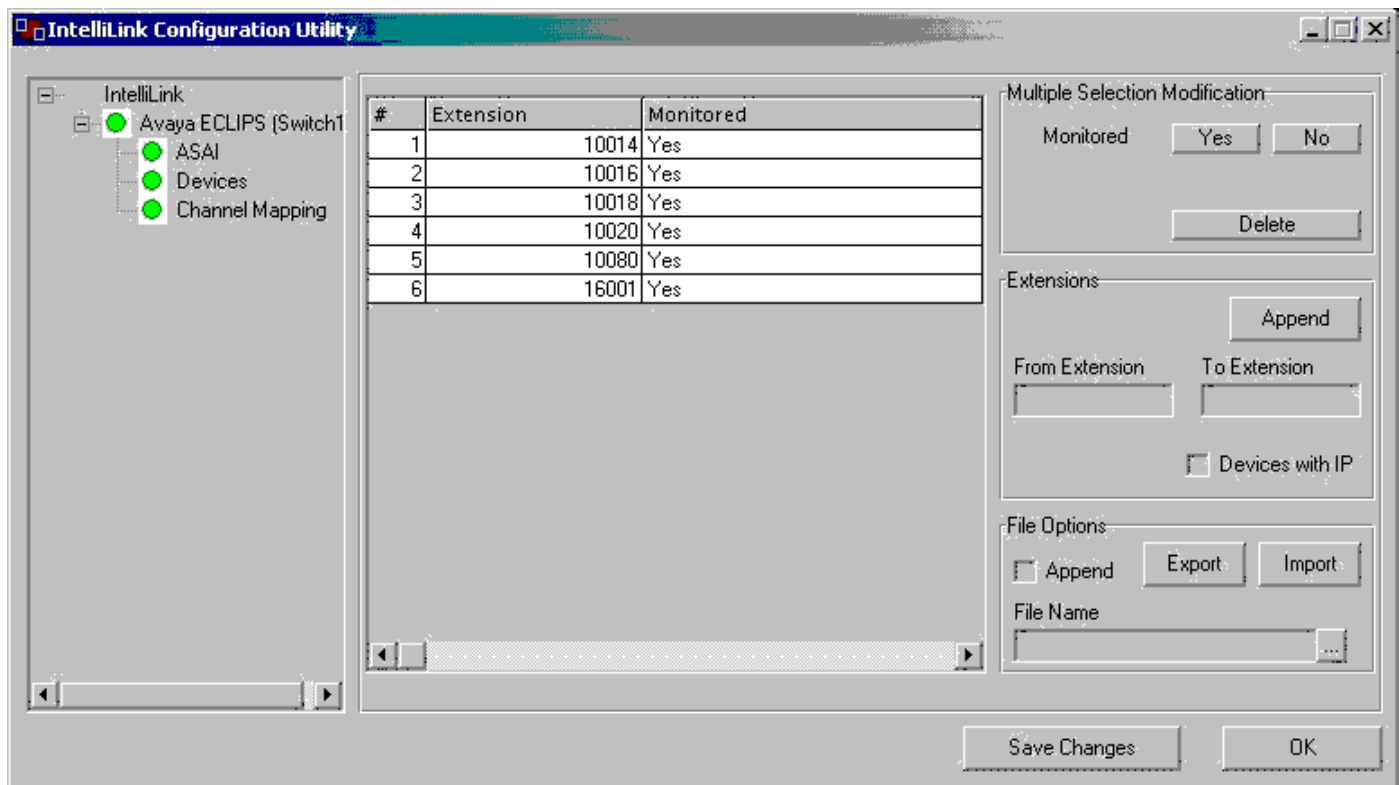 IntelliLink Configuration Utility
IntelliLink
Avaya ECLIPS (Switch1
ASAI
Devices
Channel Mapping
# Extension Monitored
1 10014 Yes
2 10016 Yes
3 10018 Yes
4 10020 Yes
5 10080 Yes
6 16001 Yes
Multiple Selection Modification
Monitored Yes No
Delete
Extensions
Append
From Extension To Extension
Devices with IP
File Options
Append Export Import
File Name
...
Save Changes OK